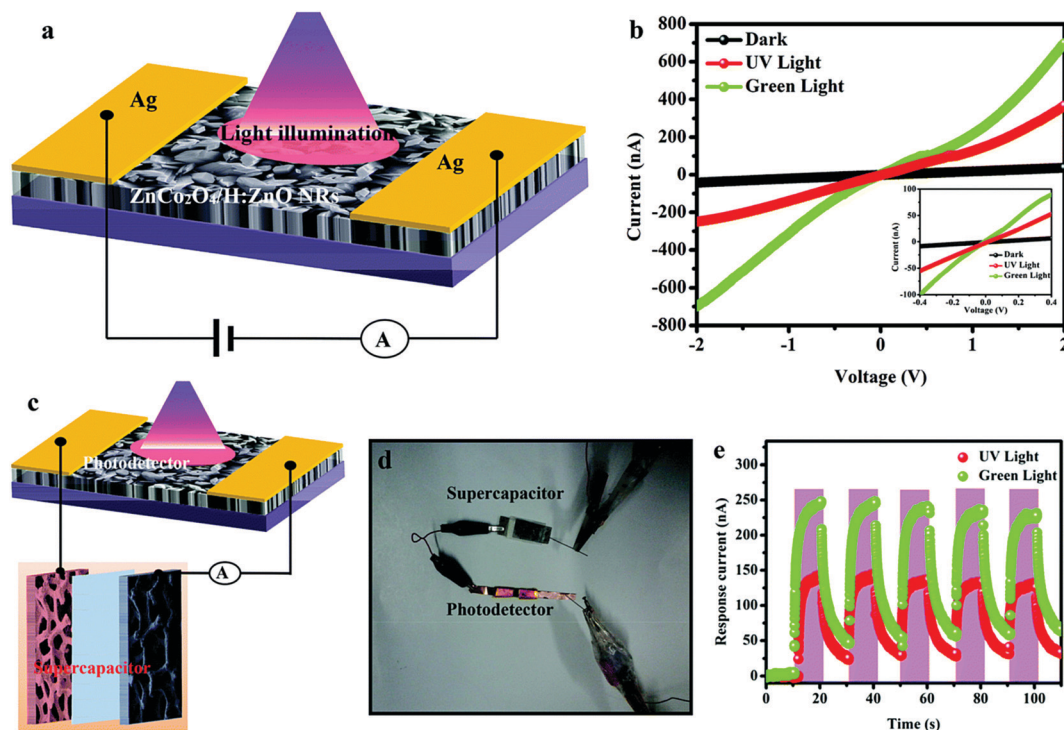 a
Ag
Light illumination
Ag
ZnCo₂O₄/H:ZnO NRs
A
b
Dark
UV Light
Green Light
Current (nA)
800
600
400
200
0
-200
-400
-600
-800
-2
-1
0
1
2
Voltage (V)
Current (nA)
100
50
0
-50
-100
Dark
UV Light
Green Light
-0.4
-0.2
0.0
0.2
0.4
Voltage (V)
c
Photodetector
A
Supercapacitor
d
Supercapacitor
Photodetector
e
UV Light
Green Light
Response current (nA)
350
300
250
200
150
100
50
0
0
20
40
60
80
100
Time (s)